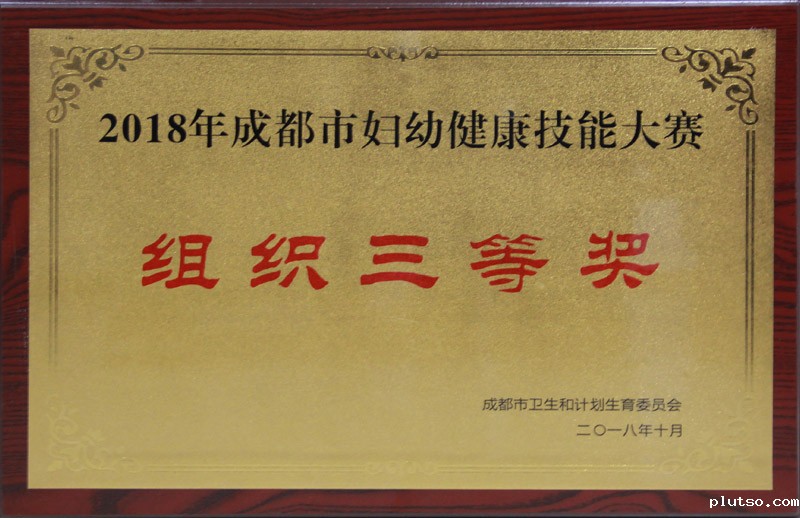 2018年成都市妇幼健康技能大赛
组织三等奖
成都市卫生和计划生育委员会
二〇一八年十月
plutso.com